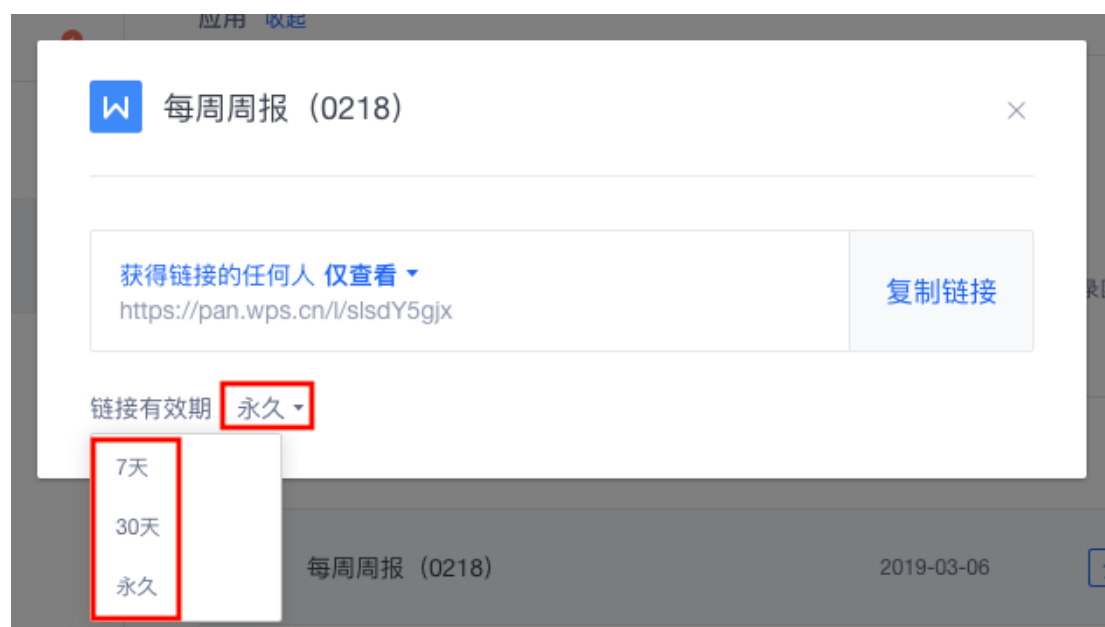 应用 收起
每周周报（0218）
获得链接的任何人 仅查看
https://pan.wps.cn/l/slsdY5gjx
复制链接
链接有效期 永久
7天
30天
永久
每周周报（0218）
2019-03-06